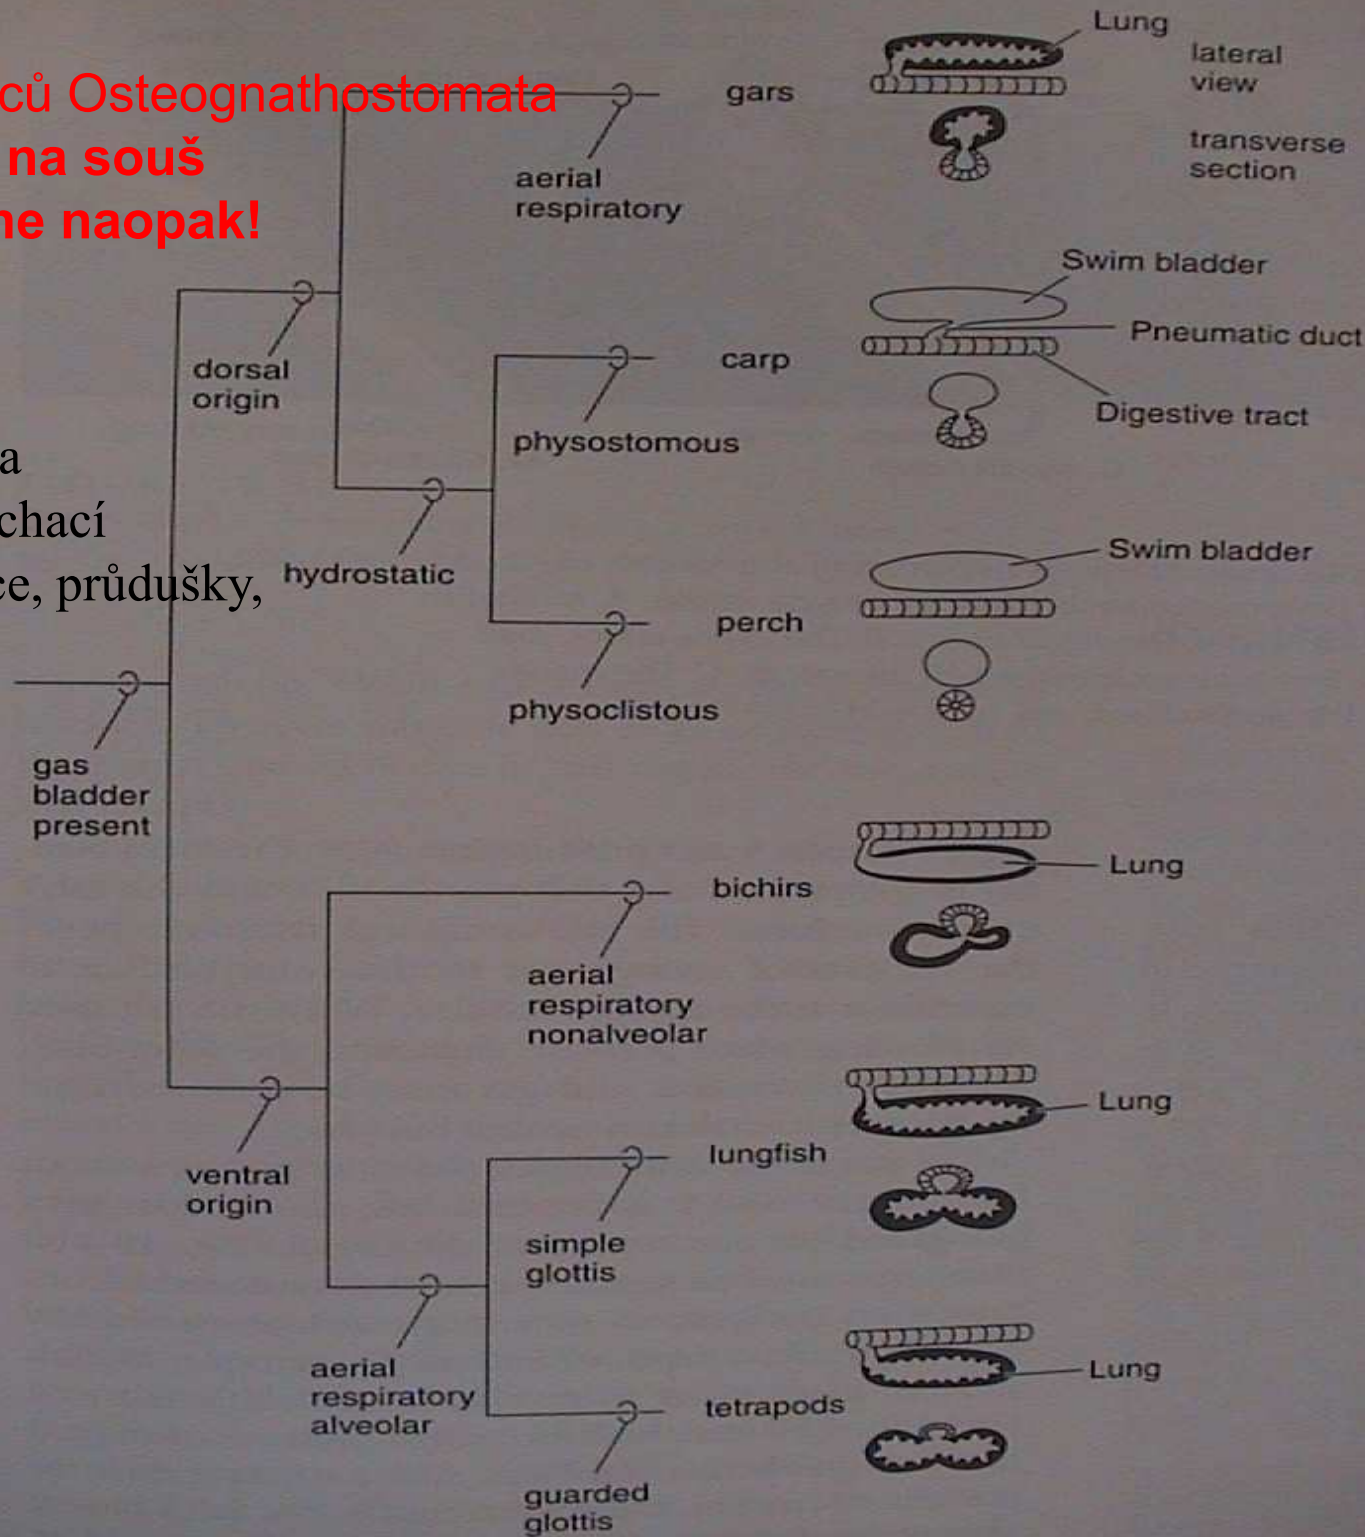 Lung
lateral
view
ců Osteognathostomata
gars
na souš
transverse
section
aerial
respiratory
ne naopak!
Swim bladder
Pneumatic duct
dorsal
origin
carp
Digestive tract
physostomous
a
chací
Swim bladder
ce, průdušky,
hydrostatic
perch
physoclistous
gas
bladder
present
bichirs
Lung
aerial
respiratory
nonalveolar
Lung
lungfish
ventral
origin
simple
glottis
aerial
respiratory
alveolar
Lung
tetrapods
guarded
glottis